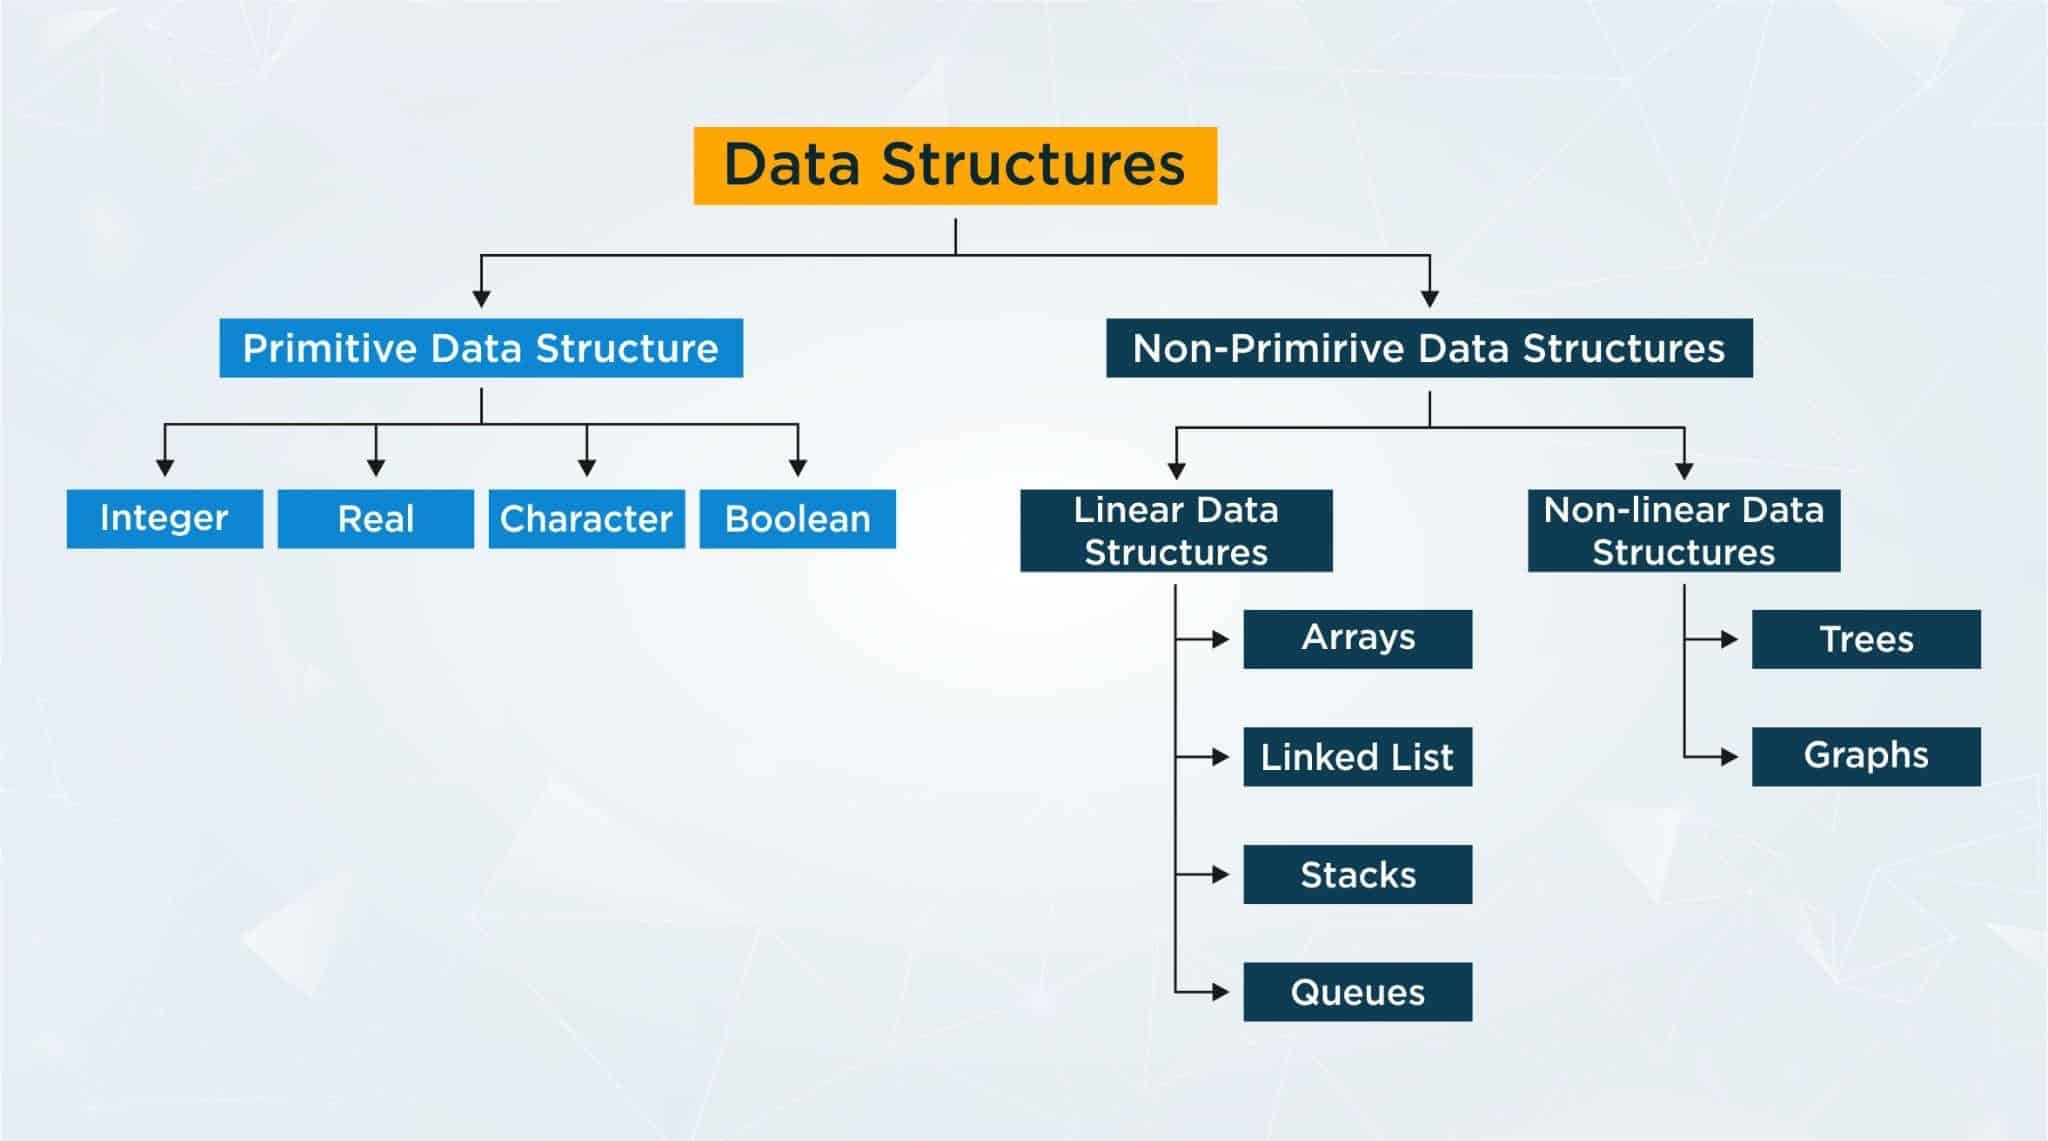 Data Structures
Primitive Data Structure
Non-Primirive Data Structures
Integer
Real
Character
Boolean
Linear Data
Structures
Non-linear Data
Structures
Arrays
Linked List
Stacks
Queues
Trees
Graphs